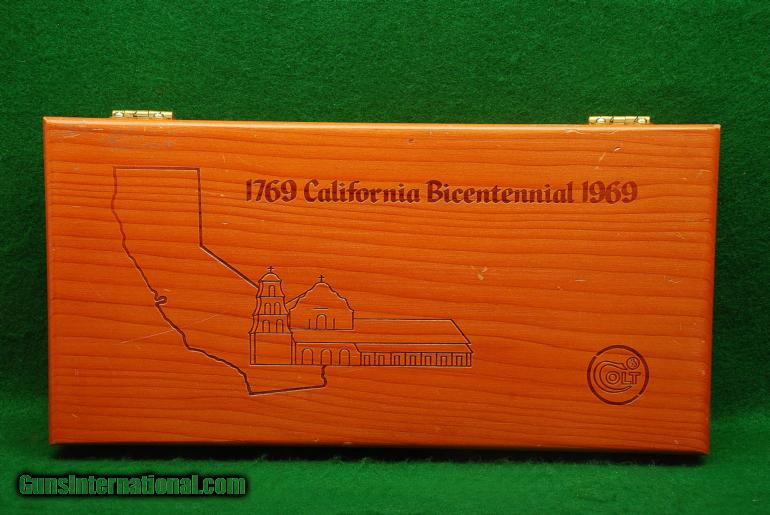 1769 California Bicentennial 1969
COLT
GunsInternational.com